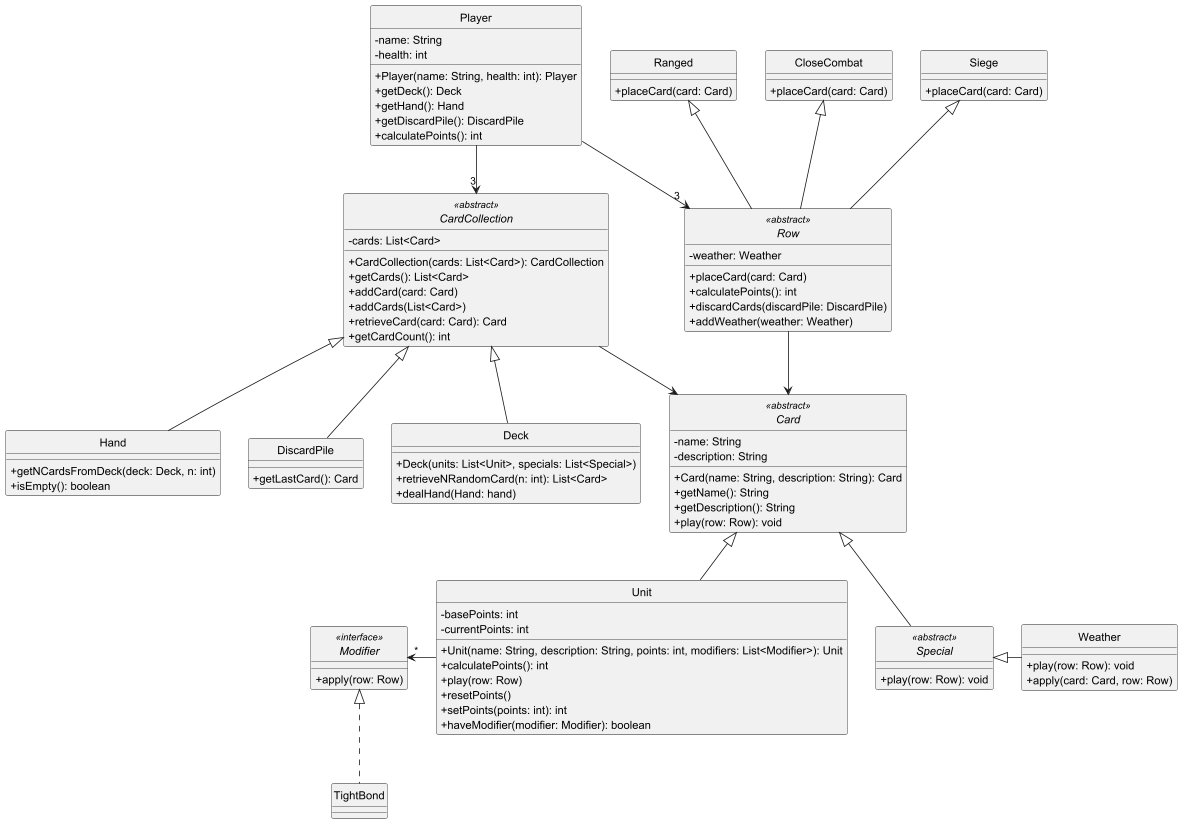 Player
-name: String
-health: int
+Player(name: String, health: int): Player
+getDeck(): Deck
+getHand(): Hand
+getDiscardPile(): DiscardPile
+calculatePoints(): int
Ranged
+placeCard(card: Card)
CloseCombat
+placeCard(card: Card)
Siege
+placeCard(card: Card)
3
3
«abstract»
CardCollection
-cards: List<Card>
+CardCollection(cards: List<Card>): CardCollection
+getCards(): List<Card>
+addCard(card: Card)
+addCards(List<Card>)
+retrieveCard(card: Card): Card
+getCardCount(): int
«abstract»
Row
-weather: Weather
+placeCard(card: Card)
+calculatePoints(): int
+discardCards(discardPile: DiscardPile)
+addWeather(weather: Weather)
Hand
+getNCardsFromDeck(deck: Deck, n: int)
+isEmpty(): boolean
DiscardPile
+getLastCard(): Card
Deck
+Deck(units: List<Unit>, specials: List<Special>)
+retrieveNRandomCard(n: int): List<Card>
+dealHand(Hand: hand)
«abstract»
Card
-name: String
-description: String
+Card(name: String, description: String): Card
+getName(): String
+getDescription(): String
+play(row: Row): void
«interface»
Modifier
+apply(row: Row)
*
Unit
-basePoints: int
-currentPoints: int
+Unit(name: String, description: String, points: int, modifiers: List<Modifier>): Unit
+calculatePoints(): int
+play(row: Row)
+resetPoints()
+setPoints(points: int): int
+haveModifier(modifier: Modifier): boolean
«abstract»
Special
+play(row: Row): void
Weather
+play(row: Row): void
+apply(card: Card, row: Row)
TightBond